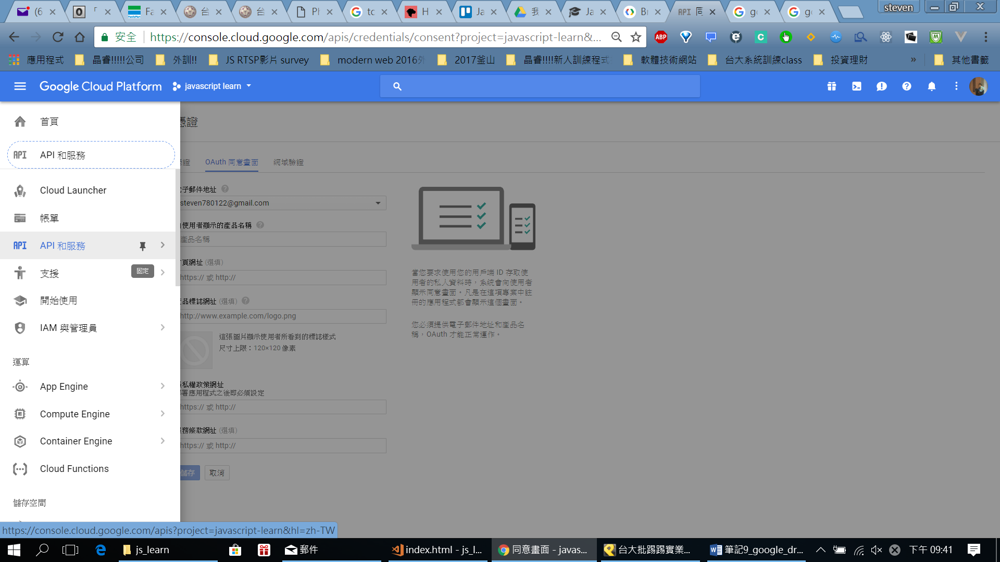 steven
(6
「
Fa
台
台
Ph
tc
H
Ja
我
Ja
Br
API 同
gc
gc
安全
https://console.cloud.google.com/apis/credentials/consent?project=javascript-learn&...
ABP
應用程式
晶睿!!!!!公司
外訓!!
JS RTSP影片 survey
modern web 2016外
2017釜山
晶睿!!!!新人訓練程式
軟體技術網站
台大系統訓練class
投資理財
»
其他書籤
Google Cloud Platform
javascript learn
首頁
API API 和服務
Cloud Launcher
帳單
API API 和服務
支援
固定
開始使用
IAM 與管理員
運算
App Engine
Compute Engine
Container Engine
Cloud Functions
儲存空間
憑證
證
OAuth 同意畫面
網域驗證
子郵件地址
steven780122@gmail.com
使用者顯示的產品名稱
產品名稱
頁網址 (選填)
https:// 或 http://
品標誌網址 (選填)
http://www.example.com/logo.png
這張圖片顯示使用者所看到的標誌樣式
尺寸上限：120×120 像素
私權政策網址
署應用程式之後即必須設定
https:// 或 http://
務條款網址 (選填)
https:// 或 http://
儲存
取消
當您要求使用您的用戶端 ID 存取使
用者的私人資料時，系統會向使用者
顯示同意畫面。凡是在這項專案中註
冊的應用程式都會顯示這個畫面。
您必須提供電子郵件地址和產品名
稱，OAuth 才能正常運作。
https://console.cloud.google.com/apis?project=javascript-learn&hl=zh-TW
js_learn
郵件
index.html - js_l...
同意畫面 - javas...
台大批踢踢實業...
筆記9_google_dr...
下午 09:41